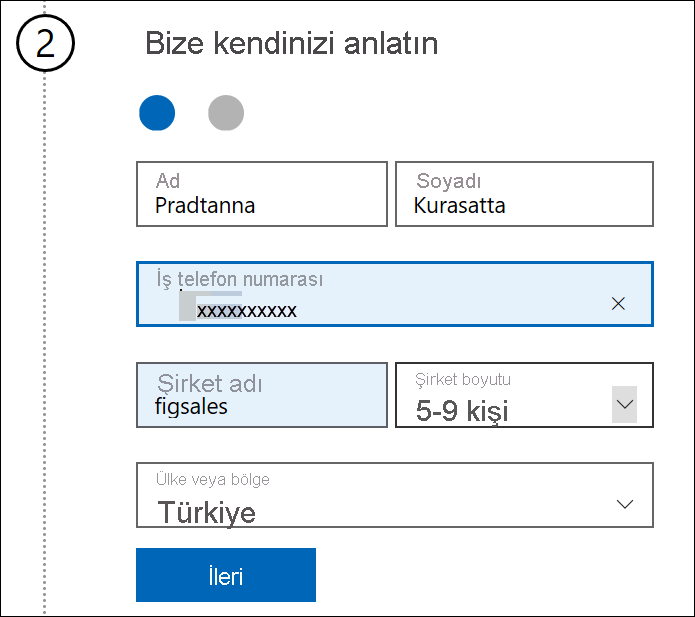 2
Bize kendinizi anlatın
Ad
Soyadı
Pradtanna
Kurasatta
İş telefon numarası
xxxxxxxxxx
Şirket adı
Şirket boyutu
figsales
5-9 kişi
Ülke veya bölge
Türkiye
İleri